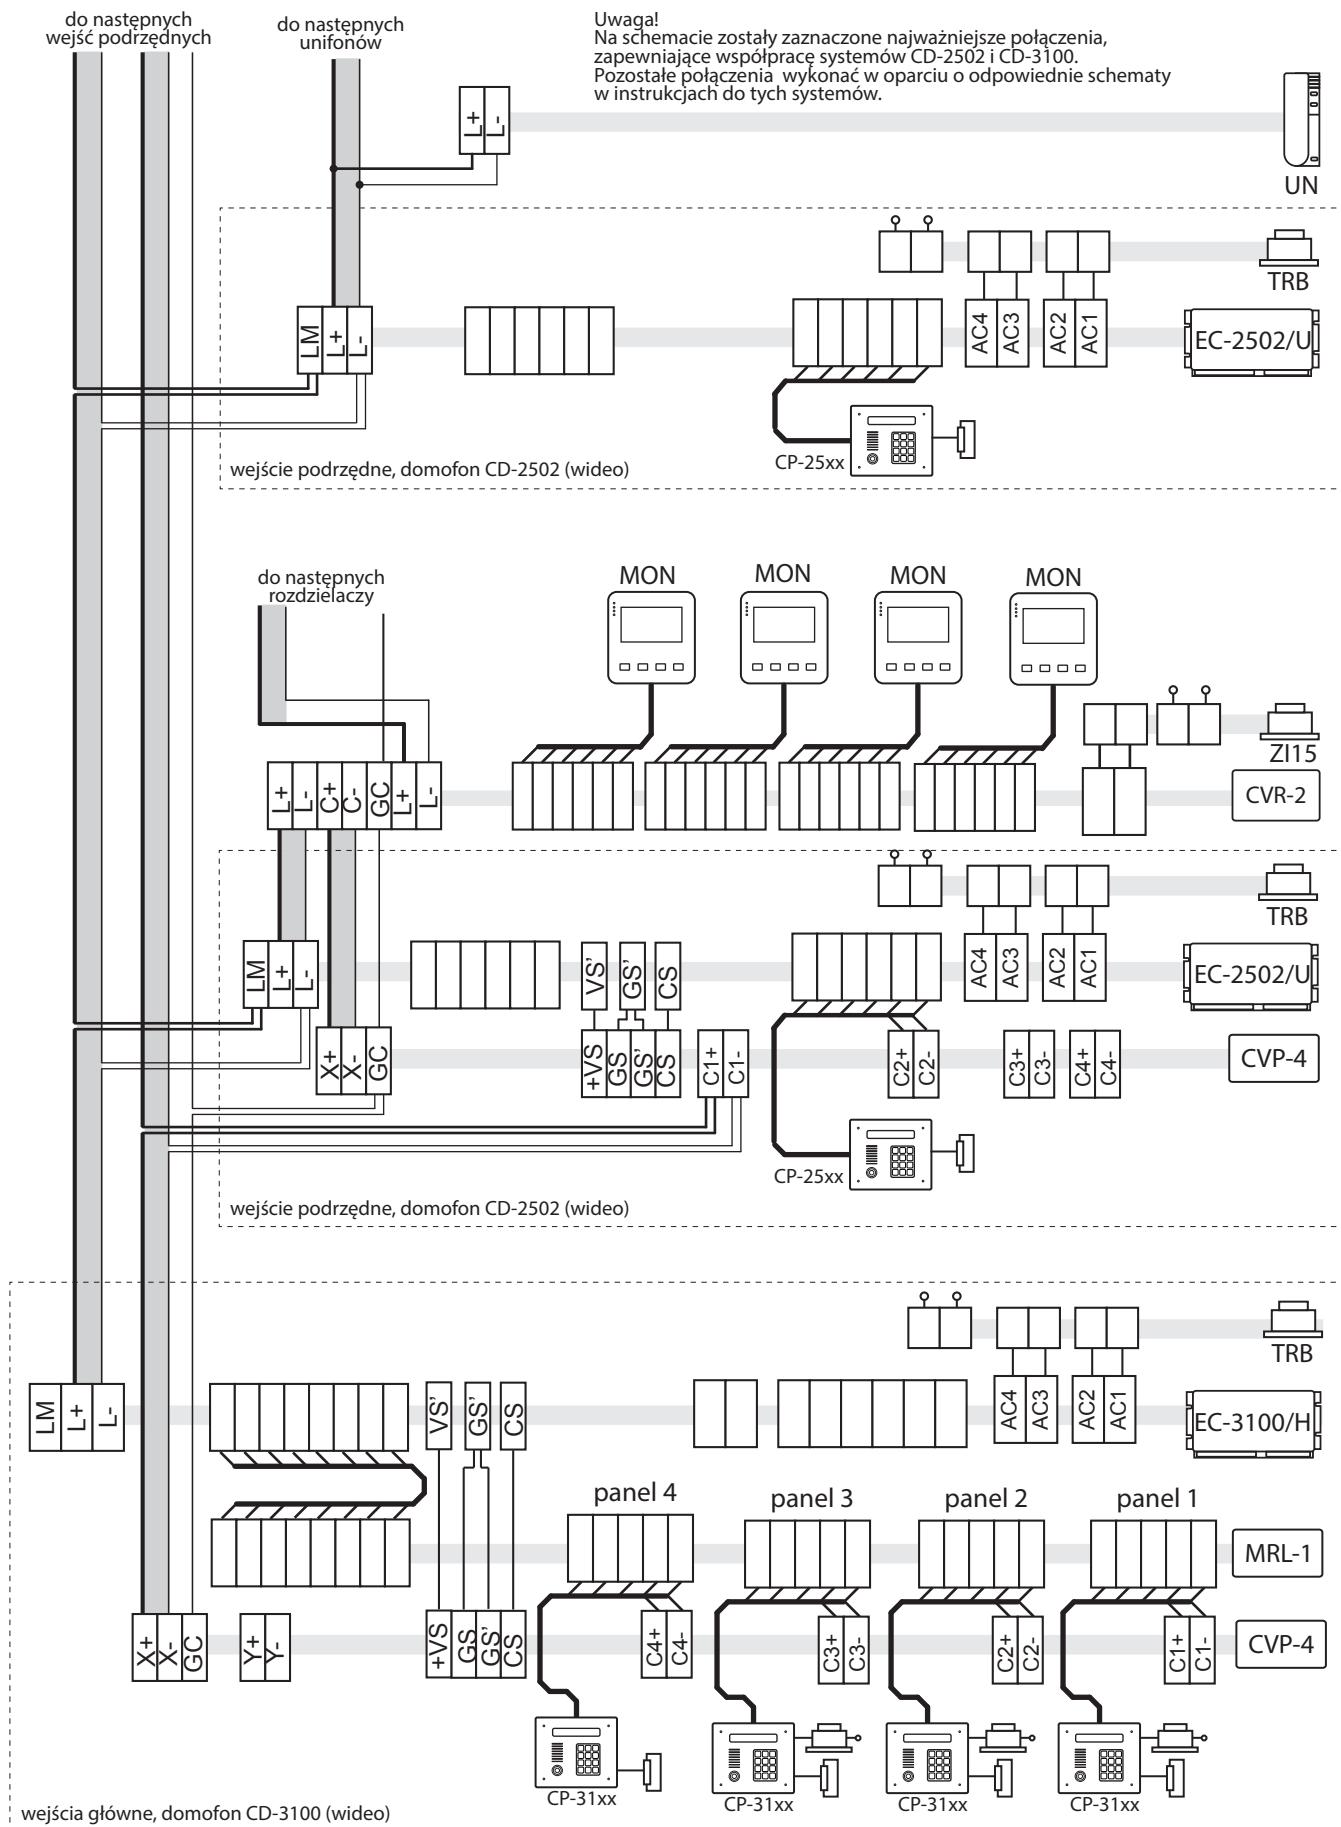 do następnych
wejść podrzędnych
do następnych
unifonów
Uwaga!
Na schemacie zostały zaznaczone najważniejsze połączenia,
zapewniające współpracę systemów CD-2502 i CD-3100.
Pozostałe połączenia wykonać w oparciu o odpowiednie schematy
w instrukcjach do tych systemów.
L+ L-
UN
TRB
LM L+ L-
AC4 AC3 AC2 AC1
EC-2502/U
CP-25xx
wejście podrzędne, domofon CD-2502 (wideo)
do następnych
rozdzielaczy
MON MON MON MON
ZI15
L+ L- C+ C- GC L+ L-
CVR-2
TRB
LM L+ L-
VS' GS' CS
AC4 AC3 AC2 AC1
EC-2502/U
X+ X- GC
+VS GS GS' CS
C1+ C1-
C2+ C2-
C3+ C3-
C4+ C4-
CVP-4
CP-25xx
wejście podrzędne, domofon CD-2502 (wideo)
TRB
LM L+ L-
VS' GS' CS
AC4 AC3 AC2 AC1
EC-3100/H
panel 4 panel 3 panel 2 panel 1
MRL-1
X+ X- GC
Y+ Y-
+VS GS GS' CS
C4+ C4-
C3+ C3-
C2+ C2-
C1+ C1-
CVP-4
CP-31xx CP-31xx CP-31xx CP-31xx
wejścia główne, domofon CD-3100 (wideo)